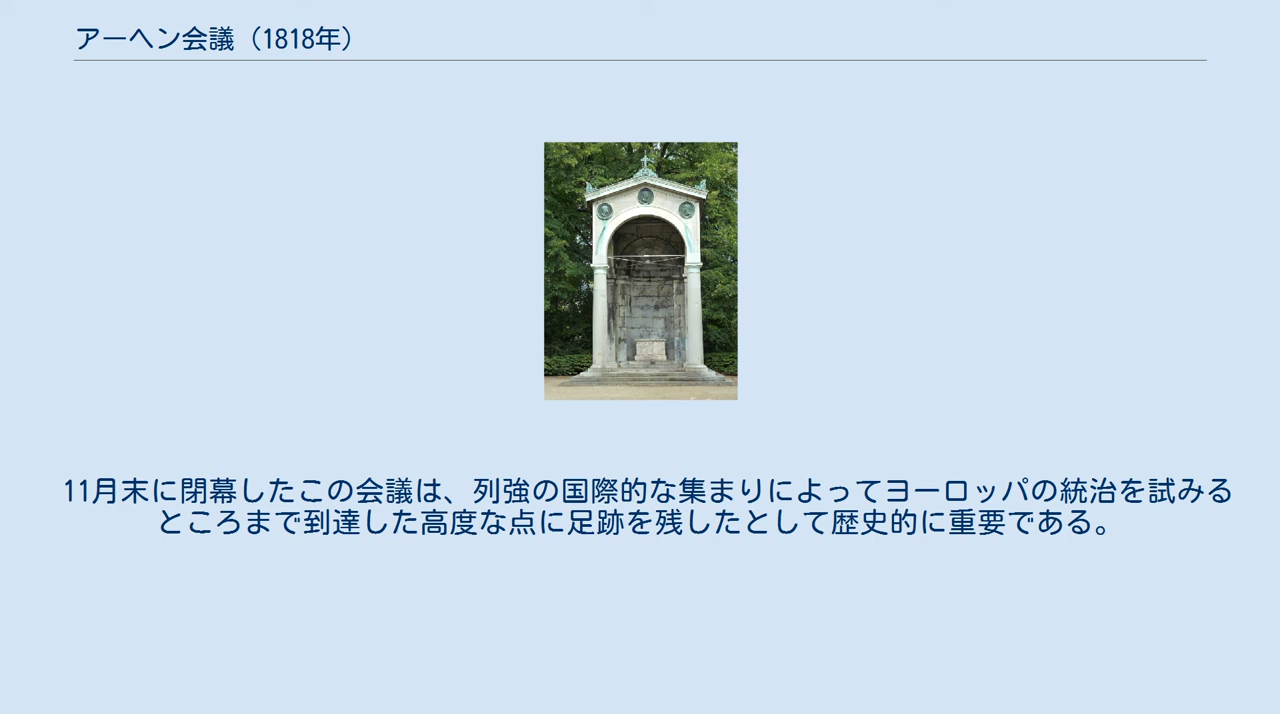 アーヘン会議（1818年）
11月末に閉幕したこの会議は、列強の国際的な集まりによってヨーロッパの統治を試みる
ところまで到達した高度な点に足跡を残したとして歴史的に重要である。